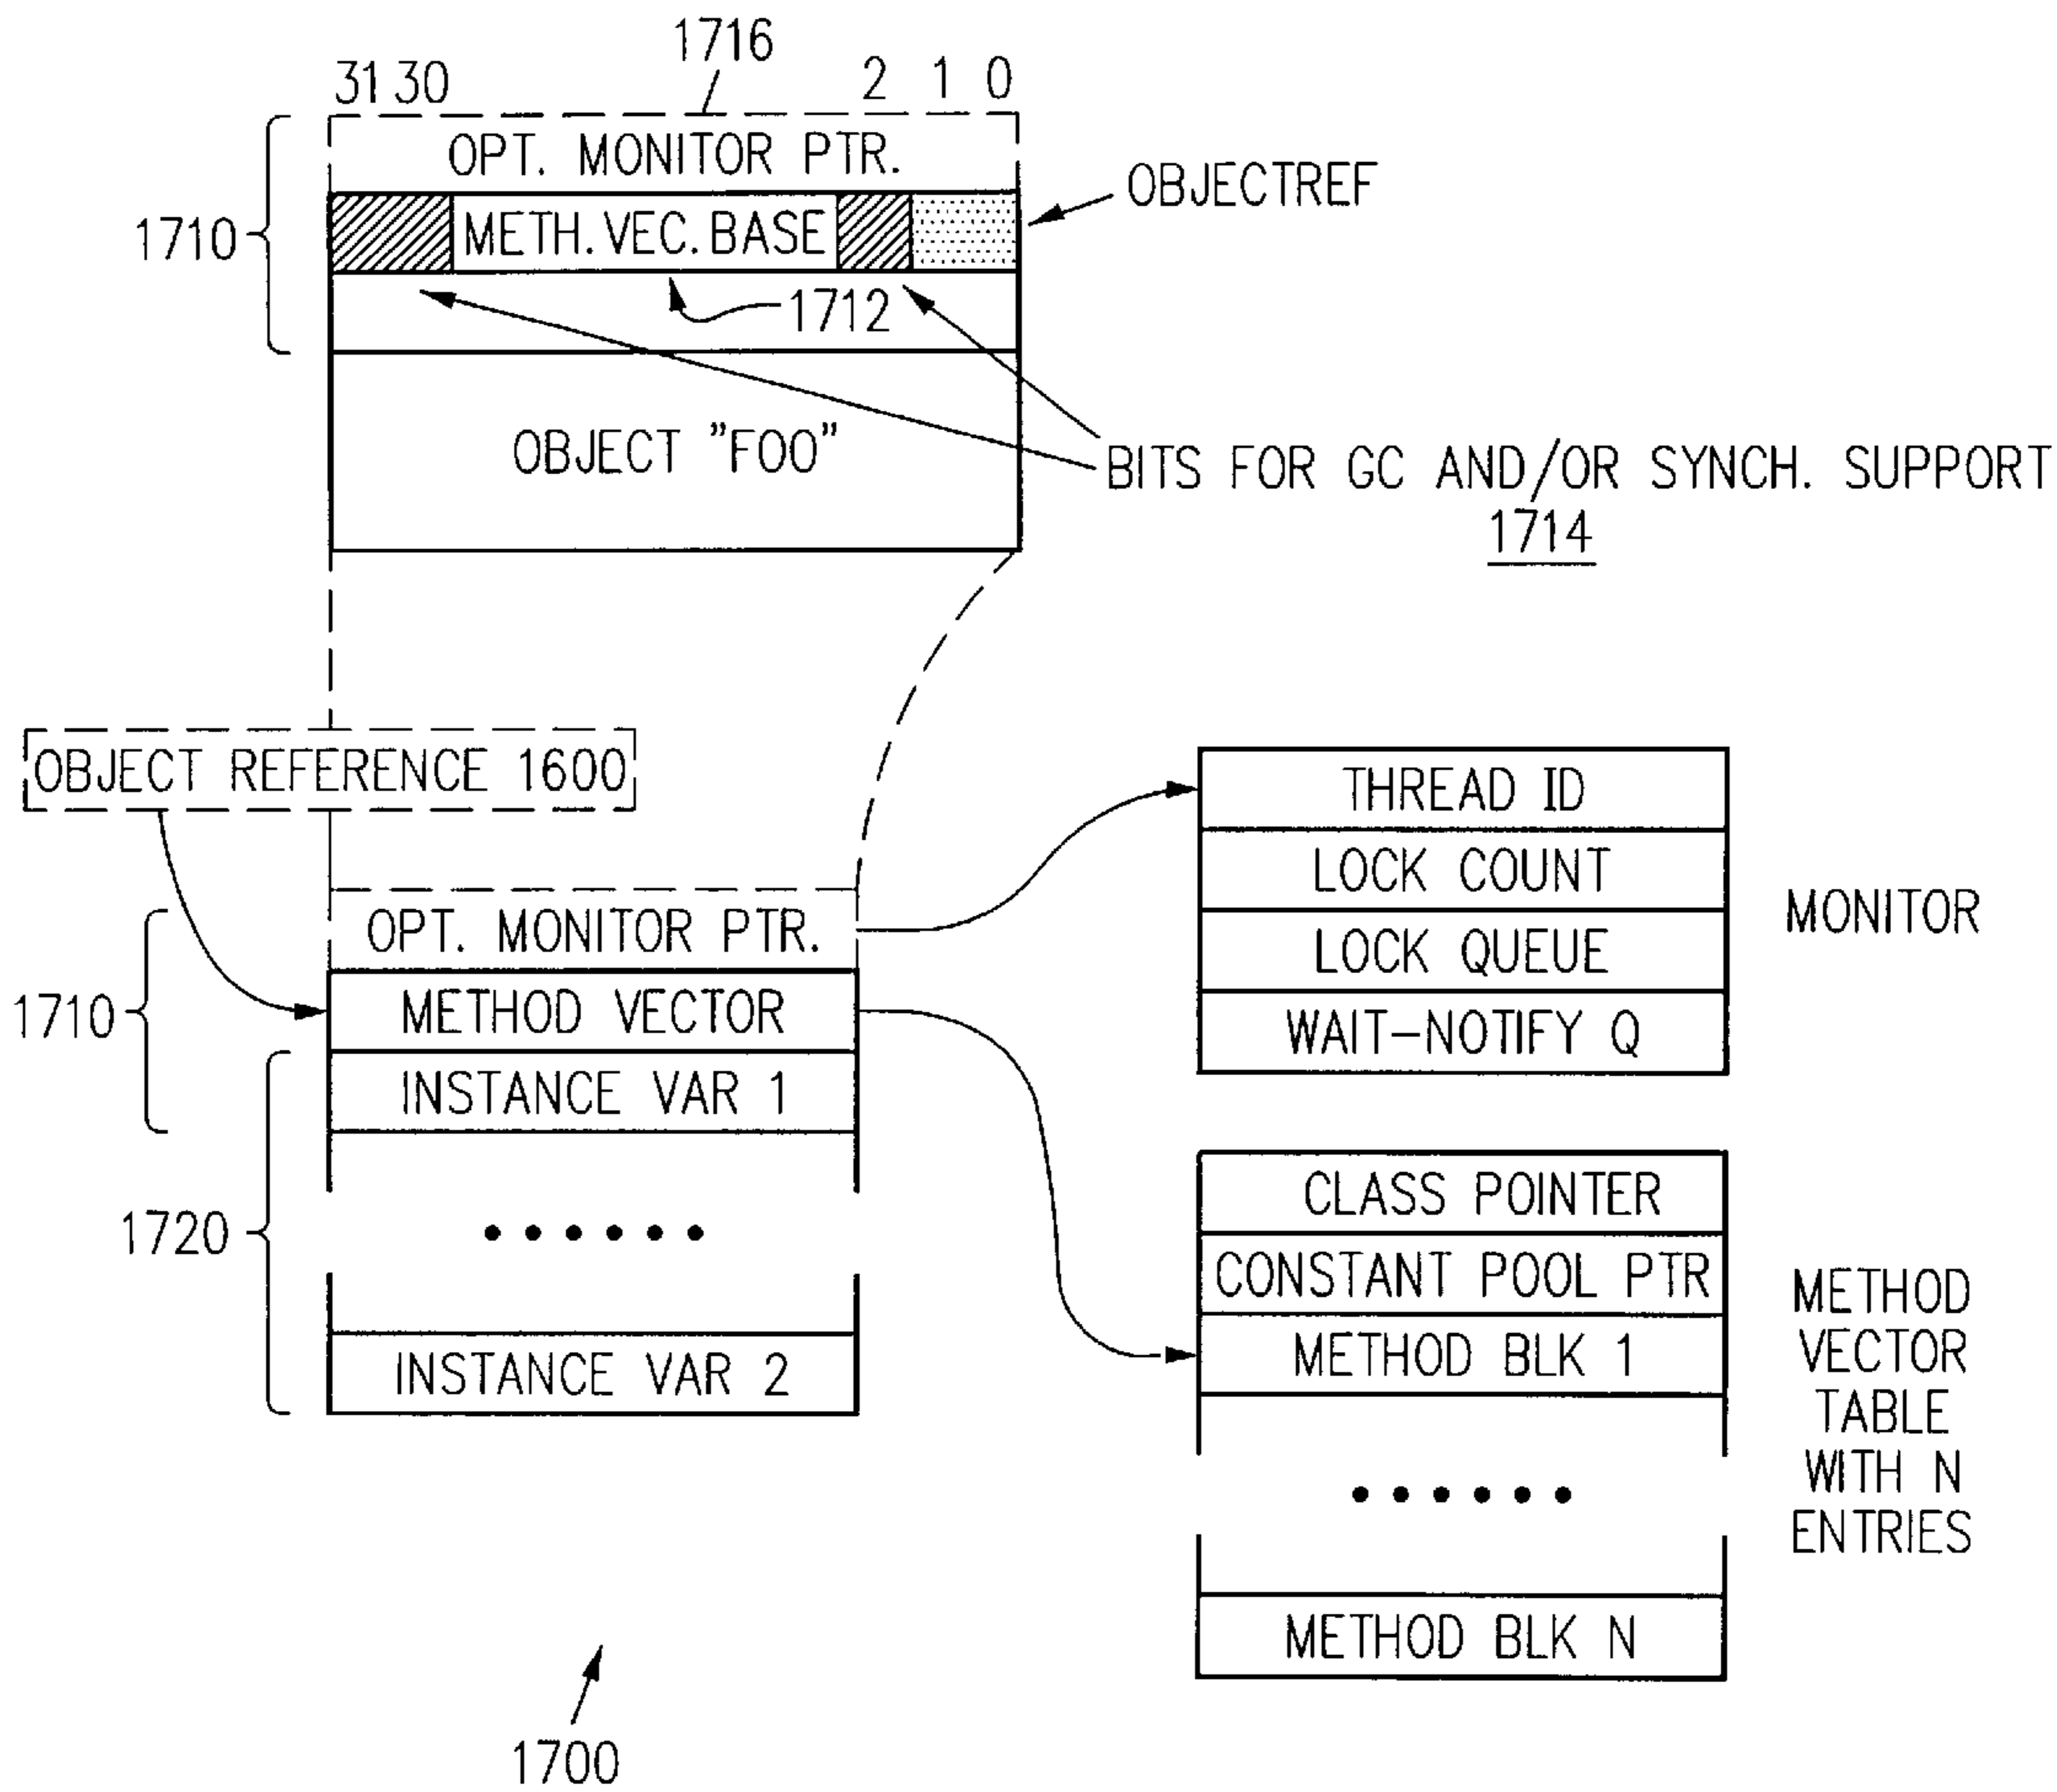 1716
31 30 2 1 0
OPT. MONITOR PTR.
OBJECTREF
1710
METH.VEC.BASE
1712
OBJECT "FOO"
BITS FOR GC AND/OR SYNCH. SUPPORT
1714
OBJECT REFERENCE 1600
THREAD ID
LOCK COUNT
LOCK QUEUE
WAIT-NOTIFY Q
MONITOR
OPT. MONITOR PTR.
1710
METHOD VECTOR
INSTANCE VAR 1
1720
INSTANCE VAR 2
CLASS POINTER
CONSTANT POOL PTR
METHOD BLK 1
METHOD BLK N
METHOD
VECTOR
TABLE
WITH N
ENTRIES
1700